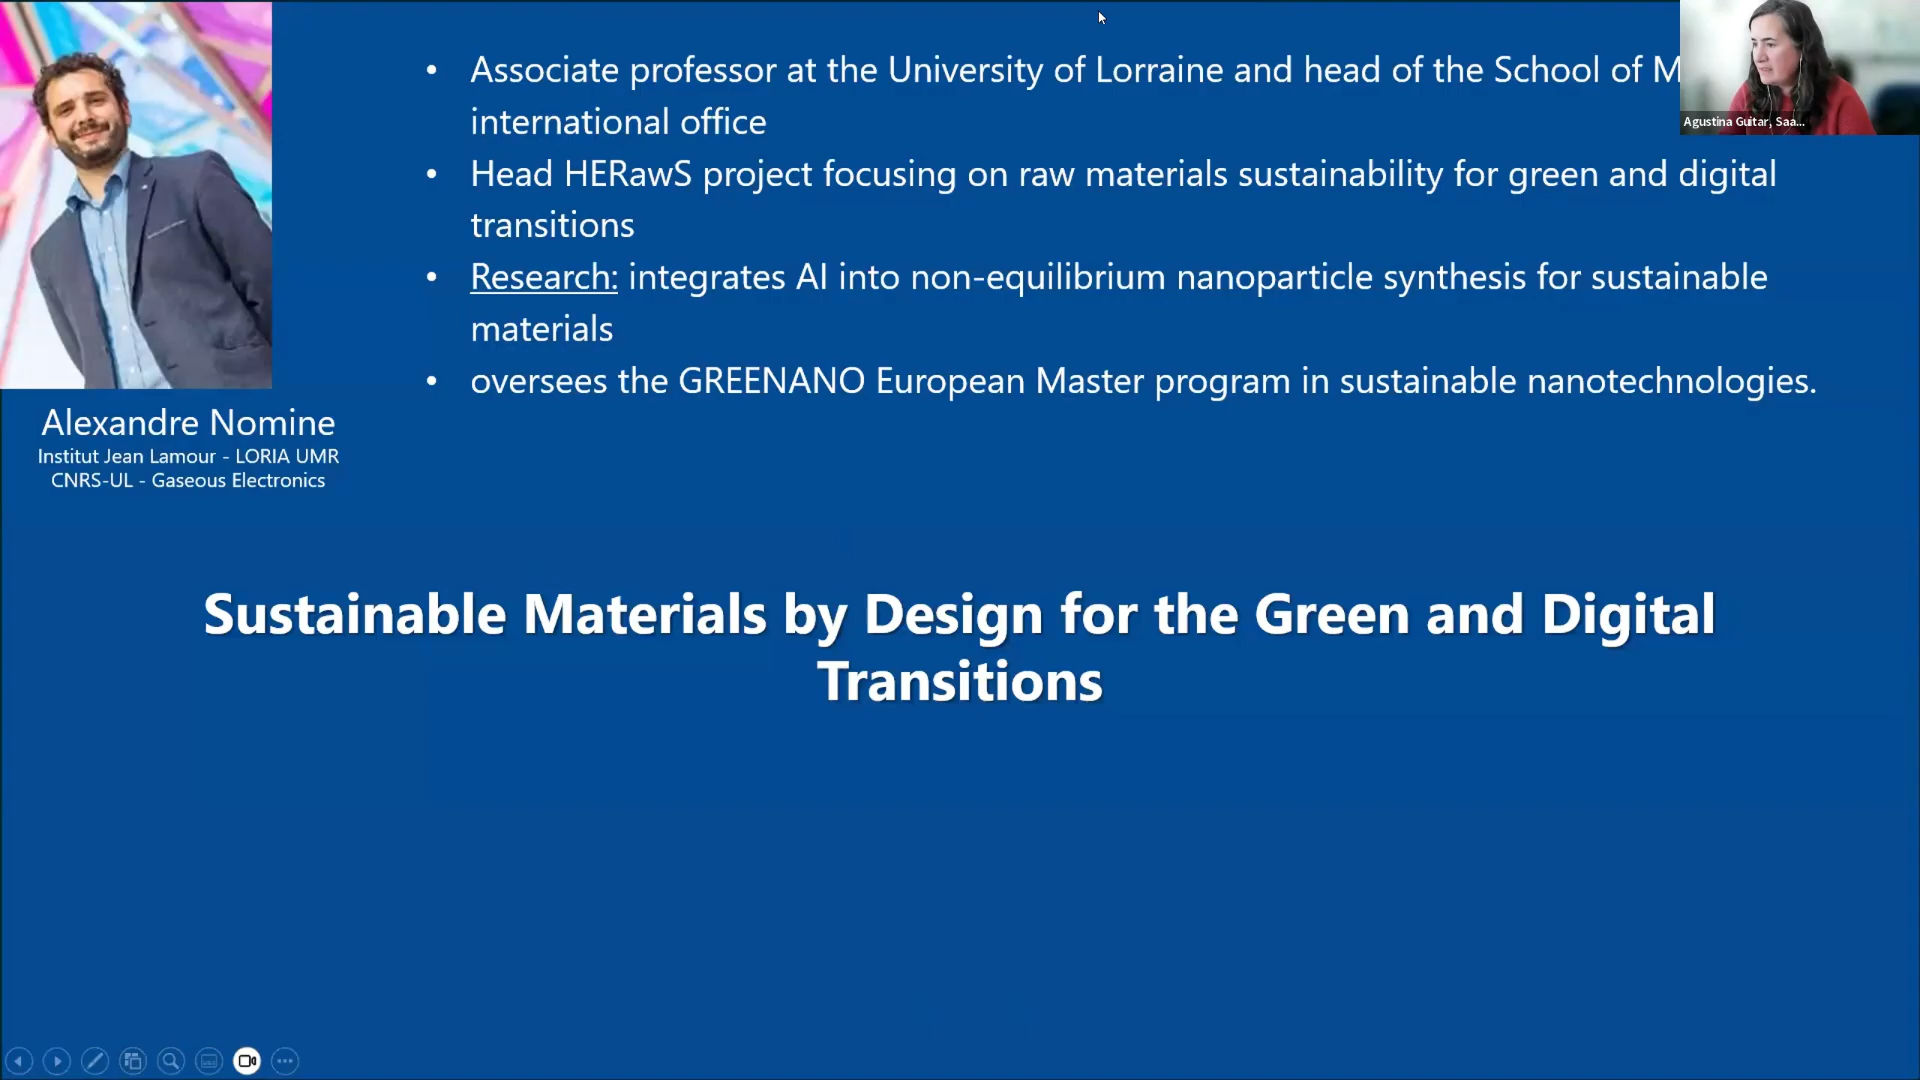 • Associate professor at the University of Lorraine and head of the School of
international office
• Head HERawS project focusing on raw materials sustainability for green and digital
transitions
• Research: integrates AI into non-equilibrium nanoparticle synthesis for sustainable
materials
• oversees the GREENANO European Master program in sustainable nanotechnologies.
Agustina Guitar, Saa...
Alexandre Nomine
Institut Jean Lamour - LORIA UMR
CNRS-UL - Gaseous Electronics
Sustainable Materials by Design for the Green and Digital
Transitions